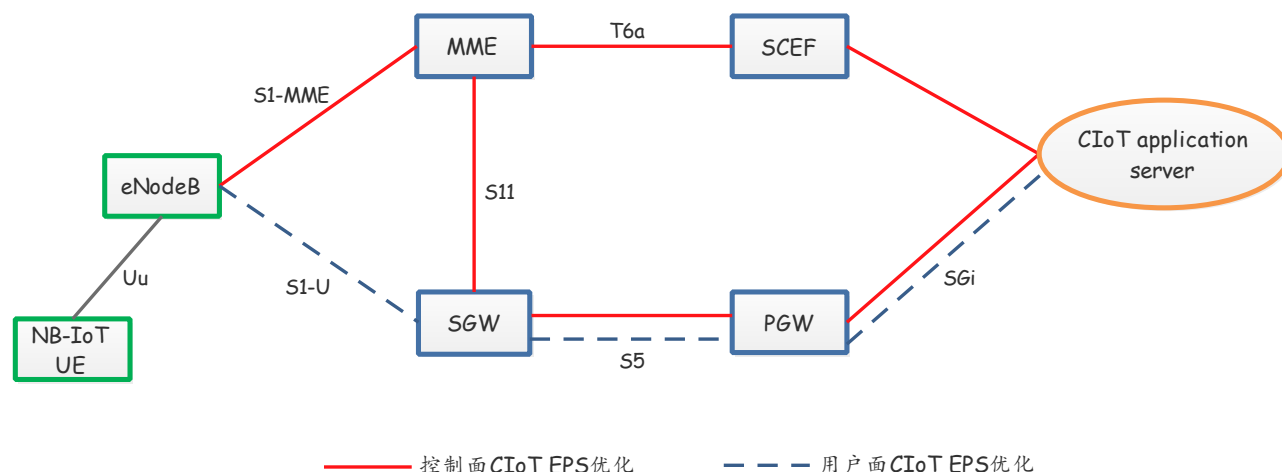 T6a
MME
SCEF
S1-MME
CIoT application
server
eNodeB
S11
Uu
S1-U
SGi
NB-IoT
UE
SGW
PGW
S5
控制面CIoT EPS优化
用户面CIoT EPS优化